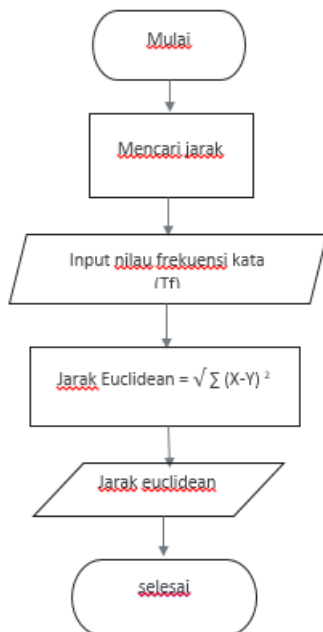 Mulai
Mencari jarak
Input nilau frekuensi kata
(Tf)
Jarak Euclidean = √ ∑ (X-Y) ²
Jarak euclidean
selesai